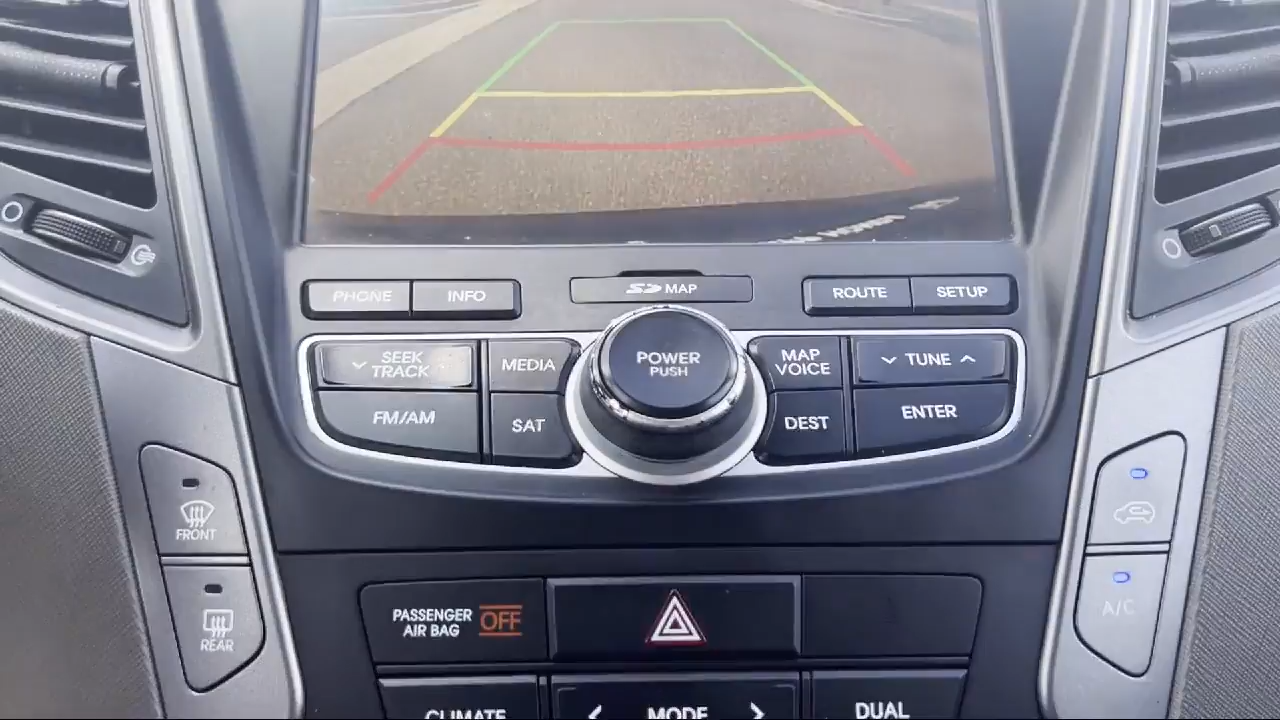 PHONE
INFO
SD MAP
ROUTE
SETUP
SEEK
TRACK
MEDIA
POWER
PUSH
MAP
VOICE
TUNE
FM/AM
SAT
DEST
ENTER
FRONT
REAR
A/C
PASSENGER
AIR BAG
OFF
CLIMATE
MODE
DUAL